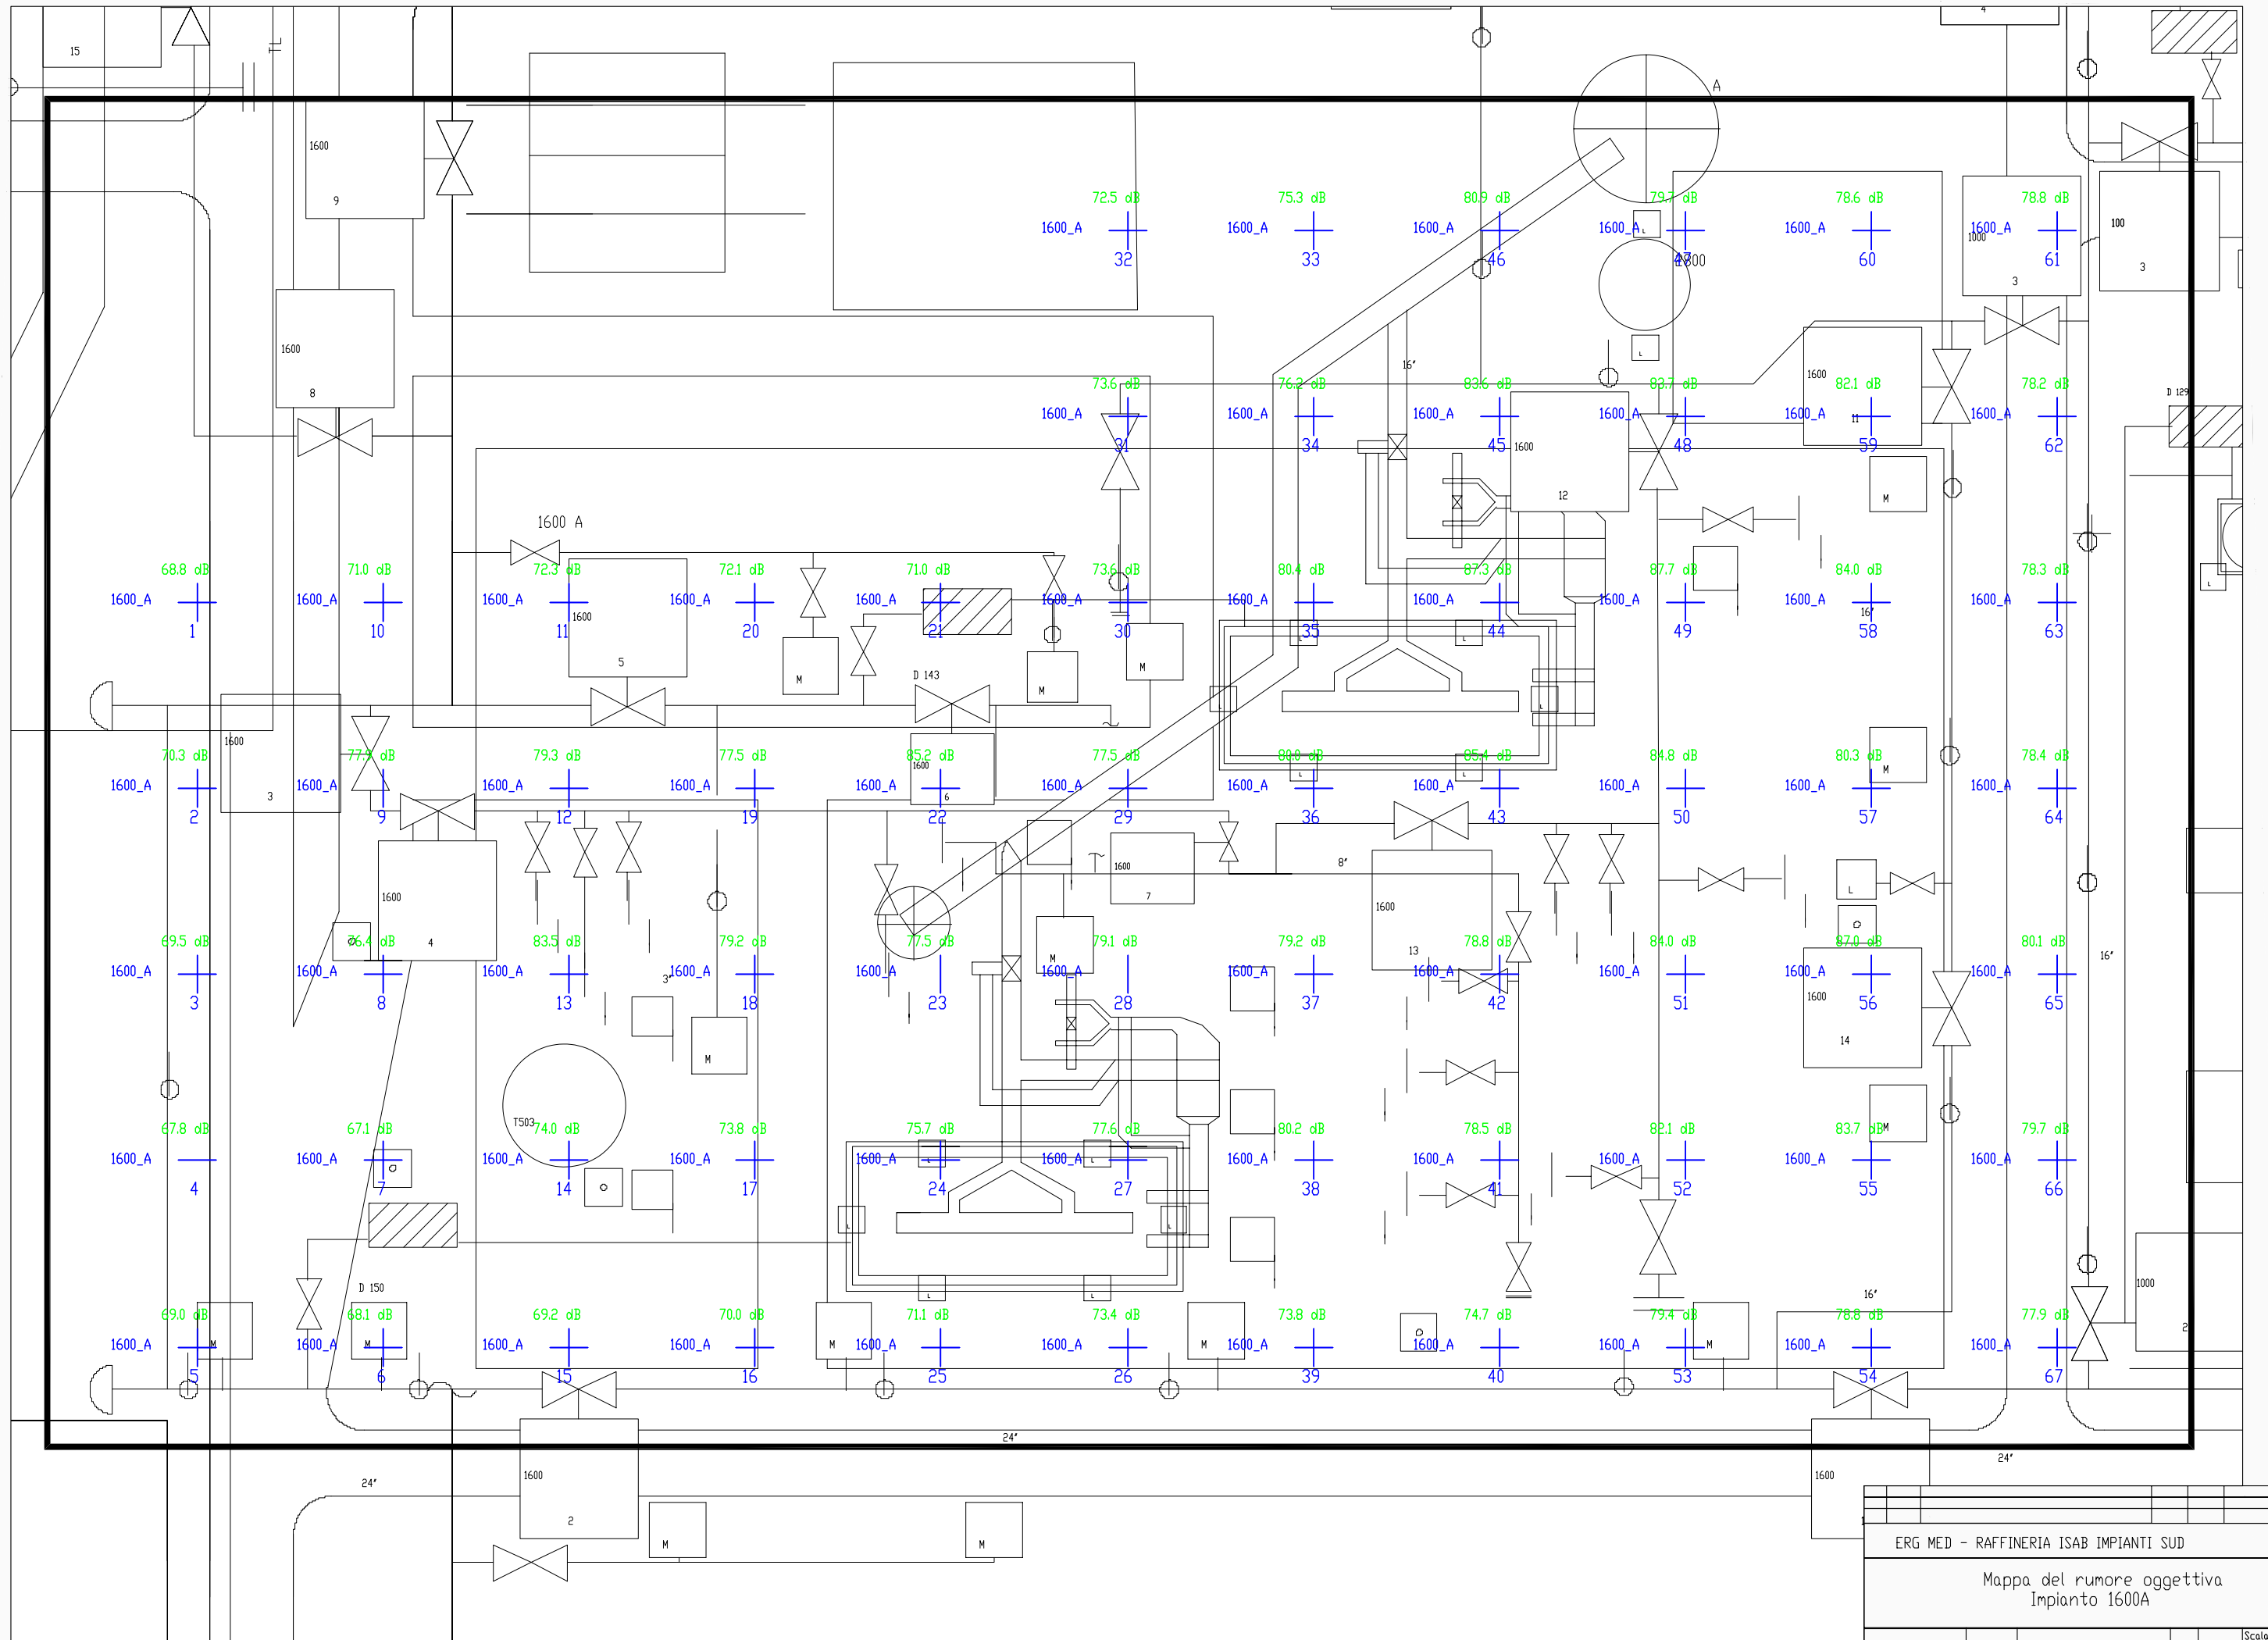 4
15
TL
A
1600
9
72.5 dB
75.3 dB
80.9 dB
79.7 dB
78.6 dB
78.8 dB
1600_A
1600_A
1600_A
1600_A
1600_A
1600_A
L
1000
100
32
33
46
47
60
61
3
3
1600
8
16"
L
1600
73.6 dB
76.2 dB
83.6 dB
83.7 dB
82.1 dB
78.2 dB
D 129
1600_A
1600_A
1600_A
1600_A
1600_A
1600_A
11
31
34
45
48
59
62
1600
12
M
1600 A
68.8 dB
71.0 dB
72.3 dB
72.1 dB
71.0 dB
73.6 dB
80.4 dB
87.3 dB
87.7 dB
84.0 dB
78.3 dB
L
1600_A
1600_A
1600_A
1600_A
1600_A
1600_A
1600_A
1600_A
1600_A
1600_A
1600_A
1600
16"
1
10
11
20
21
30
35
44
49
58
63
L
L
5
M
D 143
M
M
L
L
1600
70.3 dB
77.9 dB
79.3 dB
77.5 dB
85.2 dB
77.5 dB
80.0 dB
85.4 dB
84.8 dB
80.3 dB
78.4 dB
1600
L
L
M
1600_A
1600_A
1600_A
1600_A
1600_A
1600_A
1600_A
1600_A
1600_A
1600_A
1600_A
3
6
2
9
12
19
22
29
36
43
50
57
64
1600
7
8"
L
1600
1600
4
13
69.5 dB
76.4 dB
83.5 dB
79.2 dB
77.5 dB
79.1 dB
79.2 dB
78.8 dB
84.0 dB
87.0 dB
80.1 dB
M
16"
1600_A
1600_A
1600_A
3"
1600_A
1600_A
1600_A
1600_A
1600_A
1600_A
1600_A
1600_A
3
8
13
18
23
28
37
42
51
56
65
1600
14
M
T503
67.8 dB
67.1 dB
74.0 dB
73.8 dB
75.7 dB
77.6 dB
80.2 dB
78.5 dB
82.1 dB
83.7 dB
79.7 dB
M
1600_A
1600_A
1600_A
1600_A
1600_A
1600_A
1600_A
1600_A
1600_A
1600_A
1600_A
L
L
4
7
14
17
24
27
38
41
52
55
66
L
L
D 150
L
L
16"
1000
69.0 dB
68.1 dB
69.2 dB
70.0 dB
71.1 dB
73.4 dB
73.8 dB
74.7 dB
79.4 dB
78.8 dB
77.9 dB
2
1600_A
1600_A
1600_A
1600_A
1600_A
1600_A
1600_A
1600_A
1600_A
1600_A
1600_A
M
M
M
M
M
5
6
15
16
25
26
39
40
53
54
67
24"
24"
24"
1600
1600
2
M
M
ERG MED - RAFFINERIA ISAB IMPIANTI SUD
Mappa del rumore oggettiva
Impianto 1600A
Scala